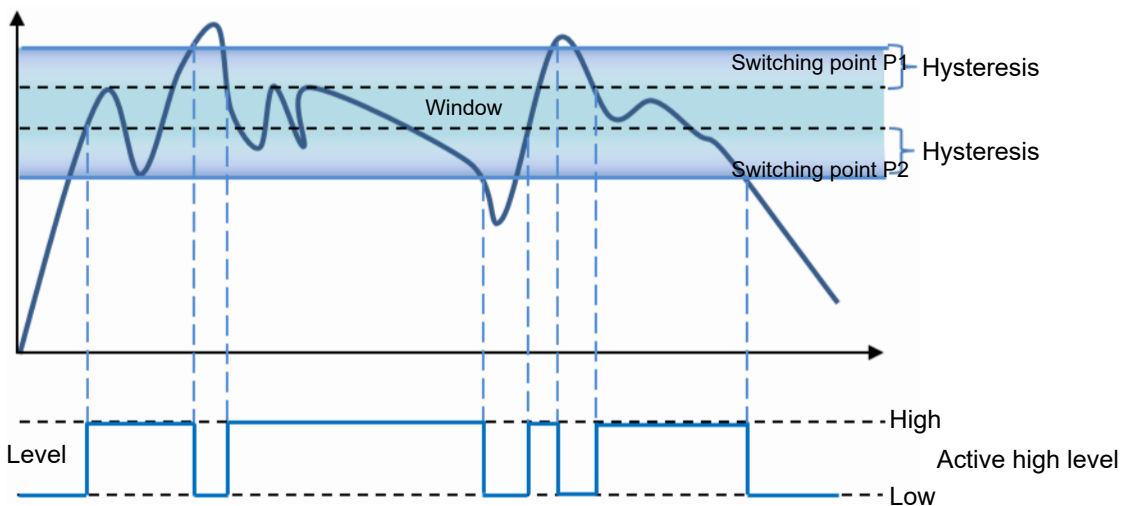 Switching point P1
Hysteresis
Window
Hysteresis
Switching point P2
High
Level
Active high level
Low